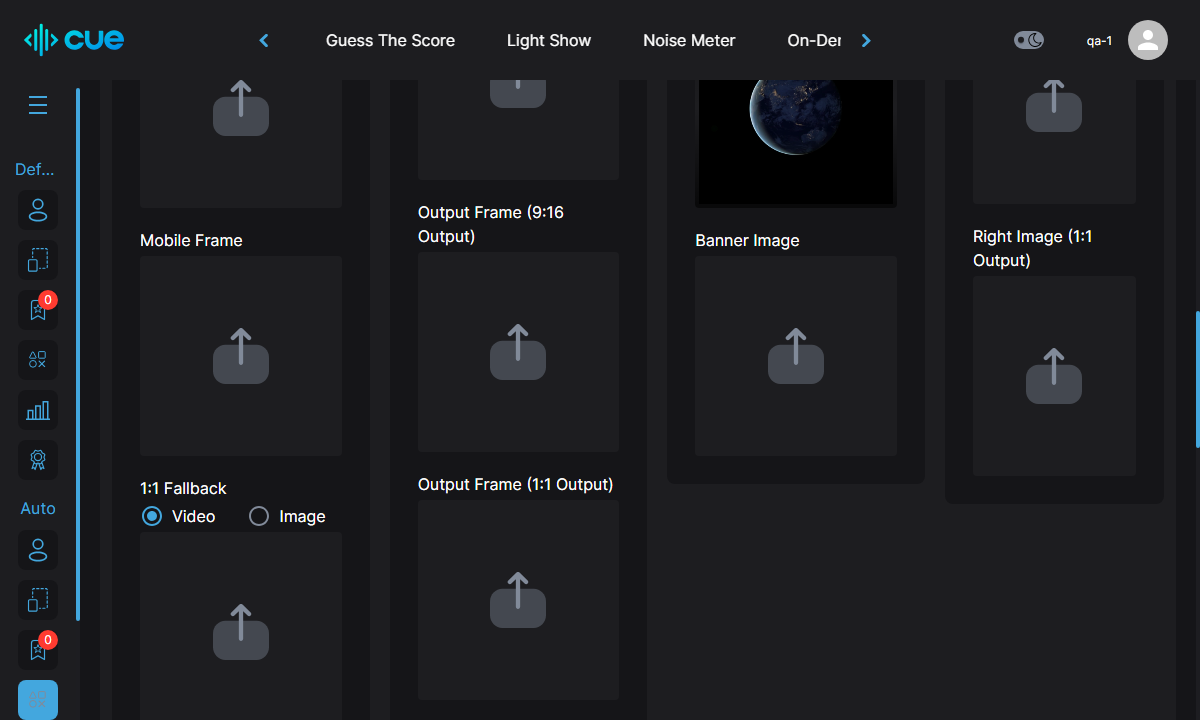 cue
Guess The Score
Light Show
Noise Meter
On-Der
qa-1
Def...
0
Auto
0
Mobile Frame
1:1 Fallback
Video
Image
Output Frame (9:16
Output)
Output Frame (1:1 Output)
Banner Image
Right Image (1:1
Output)